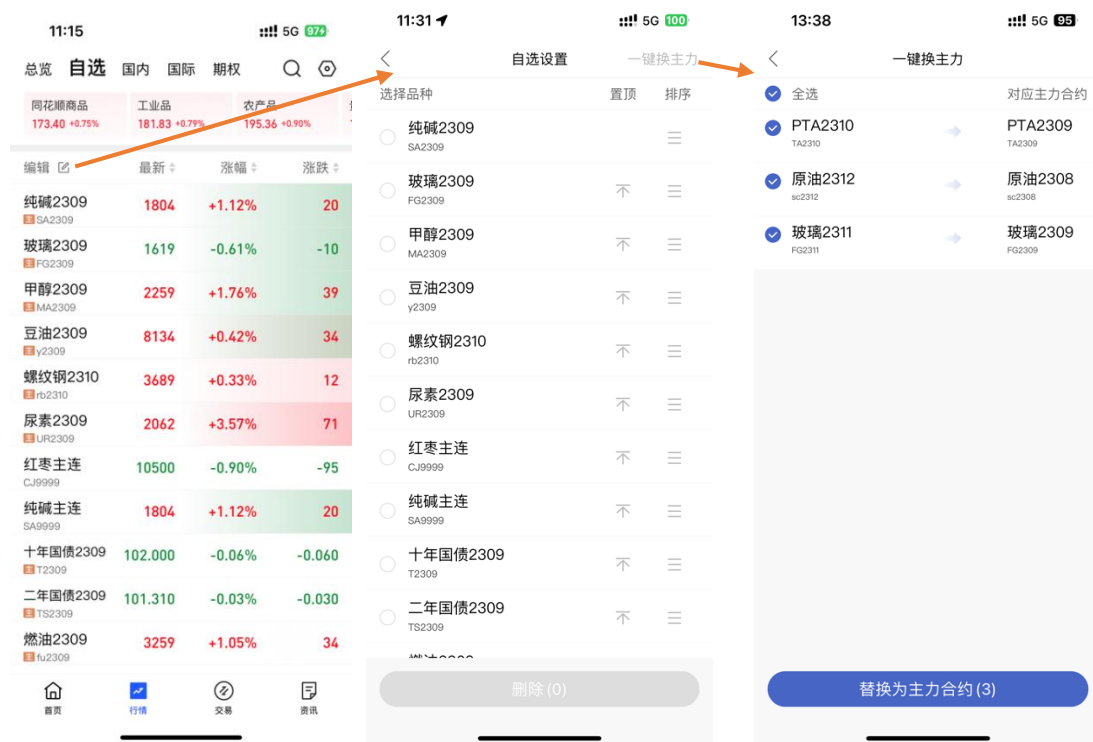 11:15
5G 97
总览 自选 国内 国际 期权
同花顺商品 工业品 农产品
173.40 +0.75% 181.83 +0.79% 195.36 +0.90%
编辑 最新 涨幅 涨跌
纯碱2309 1804 +1.12% 20
主 SA2309
玻璃2309 1619 -0.61% -10
主 FG2309
甲醇2309 2259 +1.76% 39
主 MA2309
豆油2309 8134 +0.42% 34
主 y2309
螺纹钢2310 3689 +0.33% 12
主 rb2310
尿素2309 2062 +3.57% 71
主 UR2309
红枣主连 10500 -0.90% -95
CJ9999
纯碱主连 1804 +1.12% 20
SA9999
十年国债2309 102.000 -0.06% -0.060
主 T2309
二年国债2309 101.310 -0.03% -0.030
主 TS2309
燃油2309 3259 +1.05% 34
主 fu2309
首页 行情 交易 资讯
11:31
5G 100
自选设置 一键换主力
选择品种 置顶 排序
纯碱2309
SA2309
玻璃2309
FG2309
甲醇2309
MA2309
豆油2309
y2309
螺纹钢2310
rb2310
尿素2309
UR2309
红枣主连
CJ9999
纯碱主连
SA9999
十年国债2309
T2309
二年国债2309
TS2309
删除(0)
13:38
5G 95
一键换主力
全选 对应主力合约
PTA2310 PTA2309
TA2310 TA2309
原油2312 原油2308
sc2312 sc2308
玻璃2311 玻璃2309
FG2311 FG2309
替换为主力合约(3)